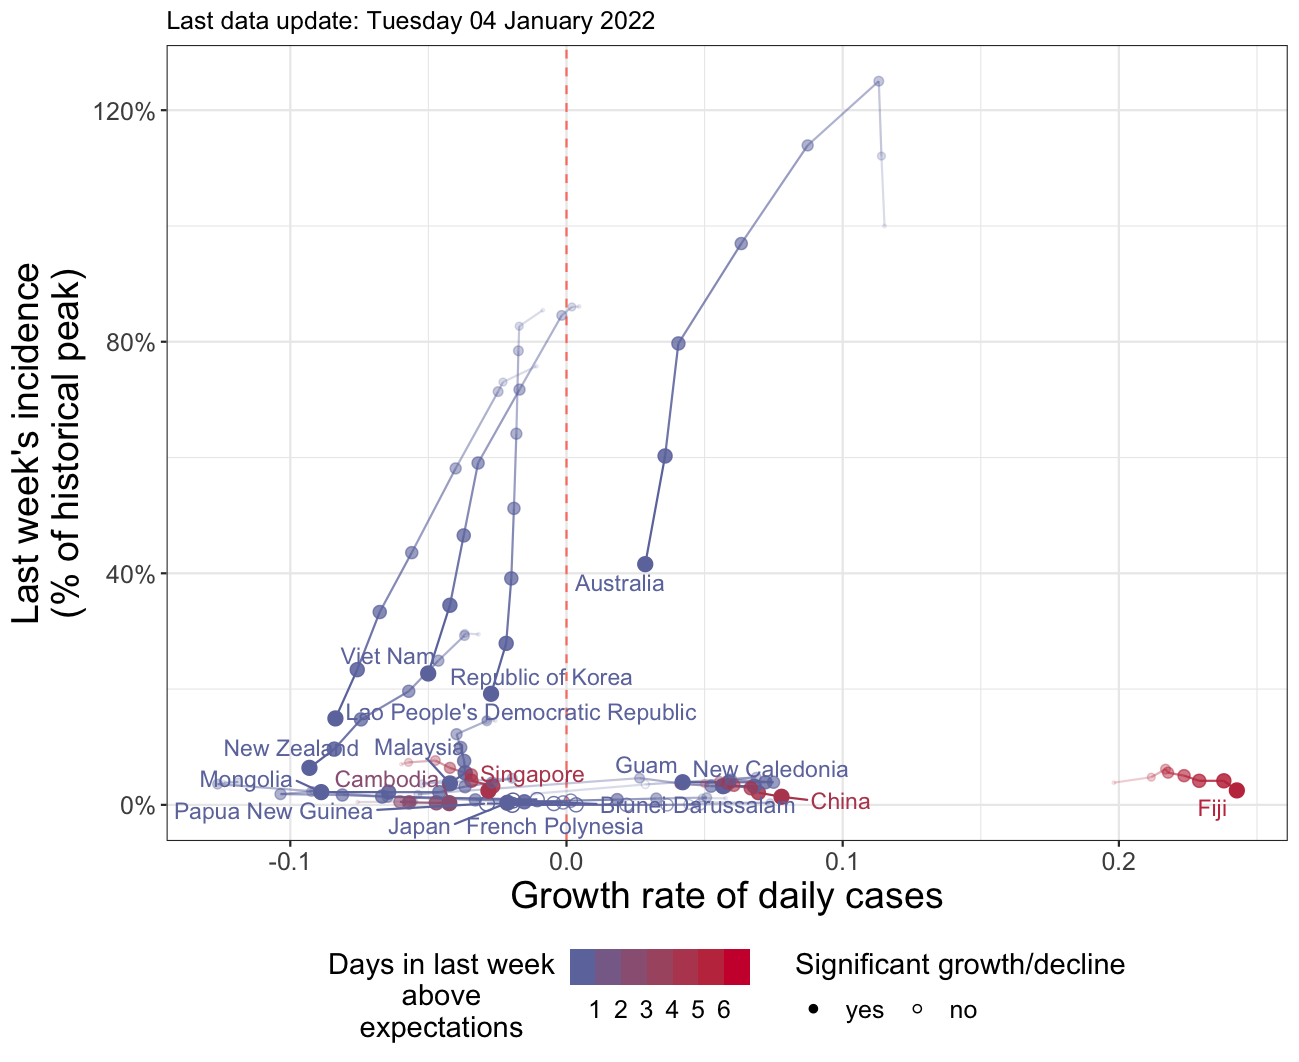 Last data update: Tuesday 04 January 2022
Last week's incidence
(% of historical peak)
120%
80%
40%
0%
Australia
Viet Nam
Republic of Korea
Lao People's Democratic Republic
New Zealand
Malaysia
Guam
New Caledonia
Mongolia
Cambodia
Singapore
Papua New Guinea
Brunei Darussalam
China
Fiji
Japan
French Polynesia
-0.1
0.0
0.1
0.2
Growth rate of daily cases
Days in last week
above
expectations
1 2 3 4 5 6
Significant growth/decline
yes
no